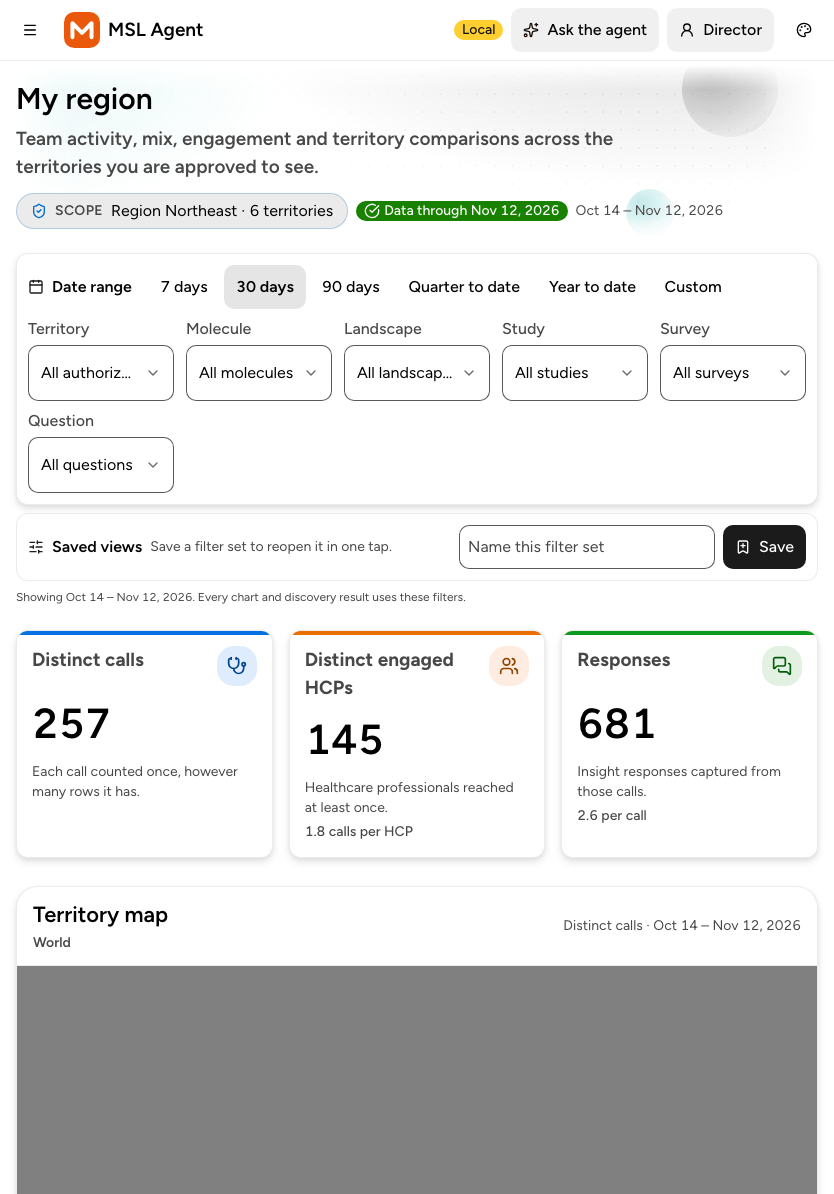 MSL Agent
Local
Ask the agent
Director
My region
Team activity, mix, engagement and territory comparisons across the
territories you are approved to see.
SCOPE Region Northeast · 6 territories
Data through Nov 12, 2026
Oct 14 – Nov 12, 2026
Date range
7 days
30 days
90 days
Quarter to date
Year to date
Custom
Territory
Molecule
Landscape
Study
Survey
All authoriz...
All molecules
All landscap...
All studies
All surveys
Question
All questions
Saved views
Save a filter set to reopen it in one tap.
Name this filter set
Save
Showing Oct 14 – Nov 12, 2026. Every chart and discovery result uses these filters.
Distinct calls
257
Each call counted once, however
many rows it has.
Distinct engaged
HCPs
145
Healthcare professionals reached
at least once.
1.8 calls per HCP
Responses
681
Insight responses captured from
those calls.
2.6 per call
Territory map
World
Distinct calls · Oct 14 – Nov 12, 2026